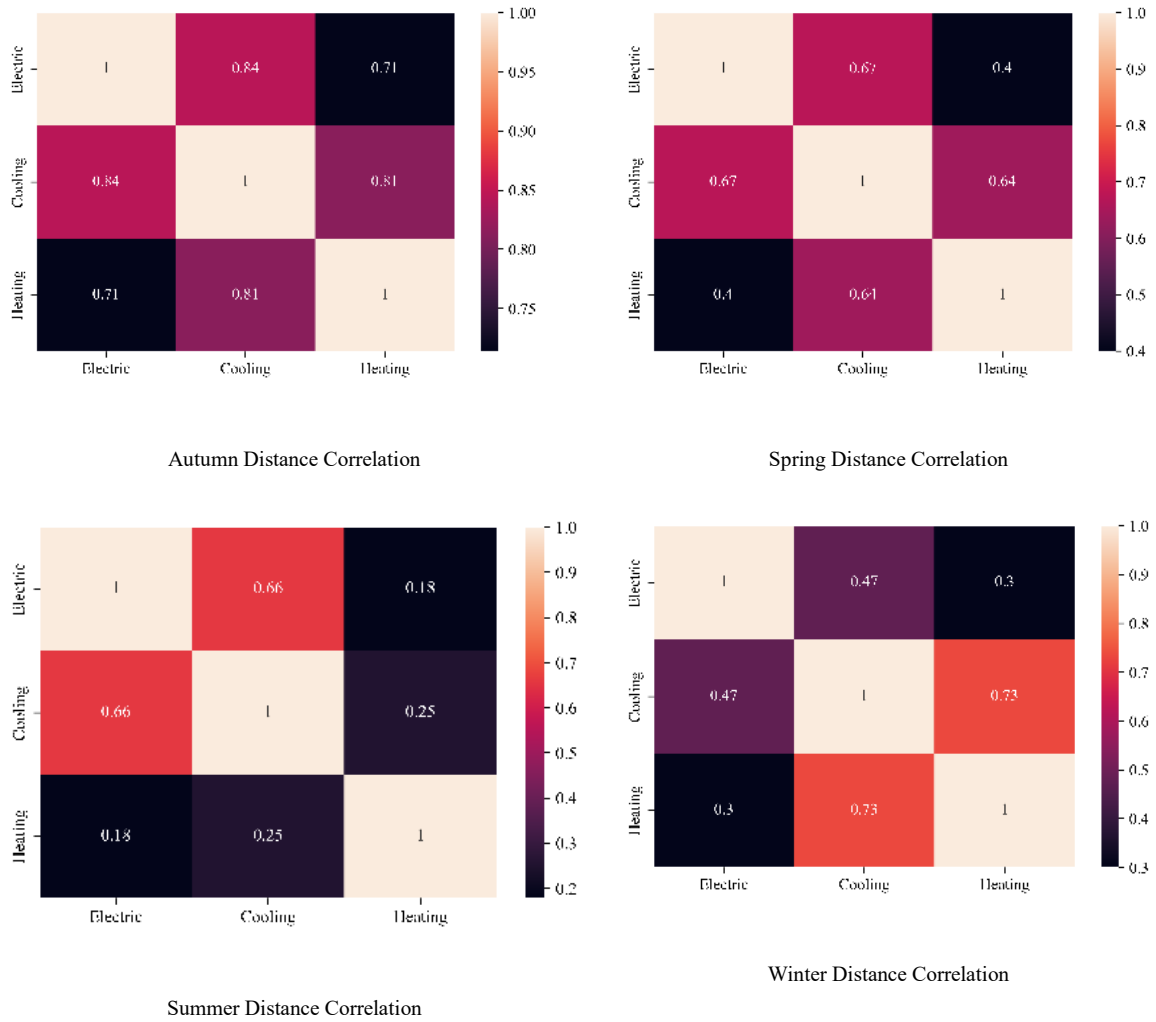 1.00
Electric 1 0.84 0.71
0.95
0.90
Cooling 0.84 1 0.81
0.85
0.80
Heating 0.71 0.81 1
0.75
Electric Cooling Heating
Autumn Distance Correlation
1.0
Electric 1 0.67 0.4
0.9
0.8
Cooling 0.67 1 0.64
0.7
0.6
Heating 0.4 0.64 1
0.5
0.4
Electric Cooling Heating
Spring Distance Correlation
1.0
Electric 1 0.66 0.18
0.9
0.8
0.7
Cooling 0.66 1 0.25
0.6
0.5
0.4
Heating 0.18 0.25 1
0.3
0.2
Electric Cooling Heating
Summer Distance Correlation
1.0
Electric 1 0.47 0.3
0.9
0.8
Cooling 0.47 1 0.73
0.7
0.6
0.5
Heating 0.3 0.73 1
0.4
0.3
Electric Cooling Heating
Winter Distance Correlation